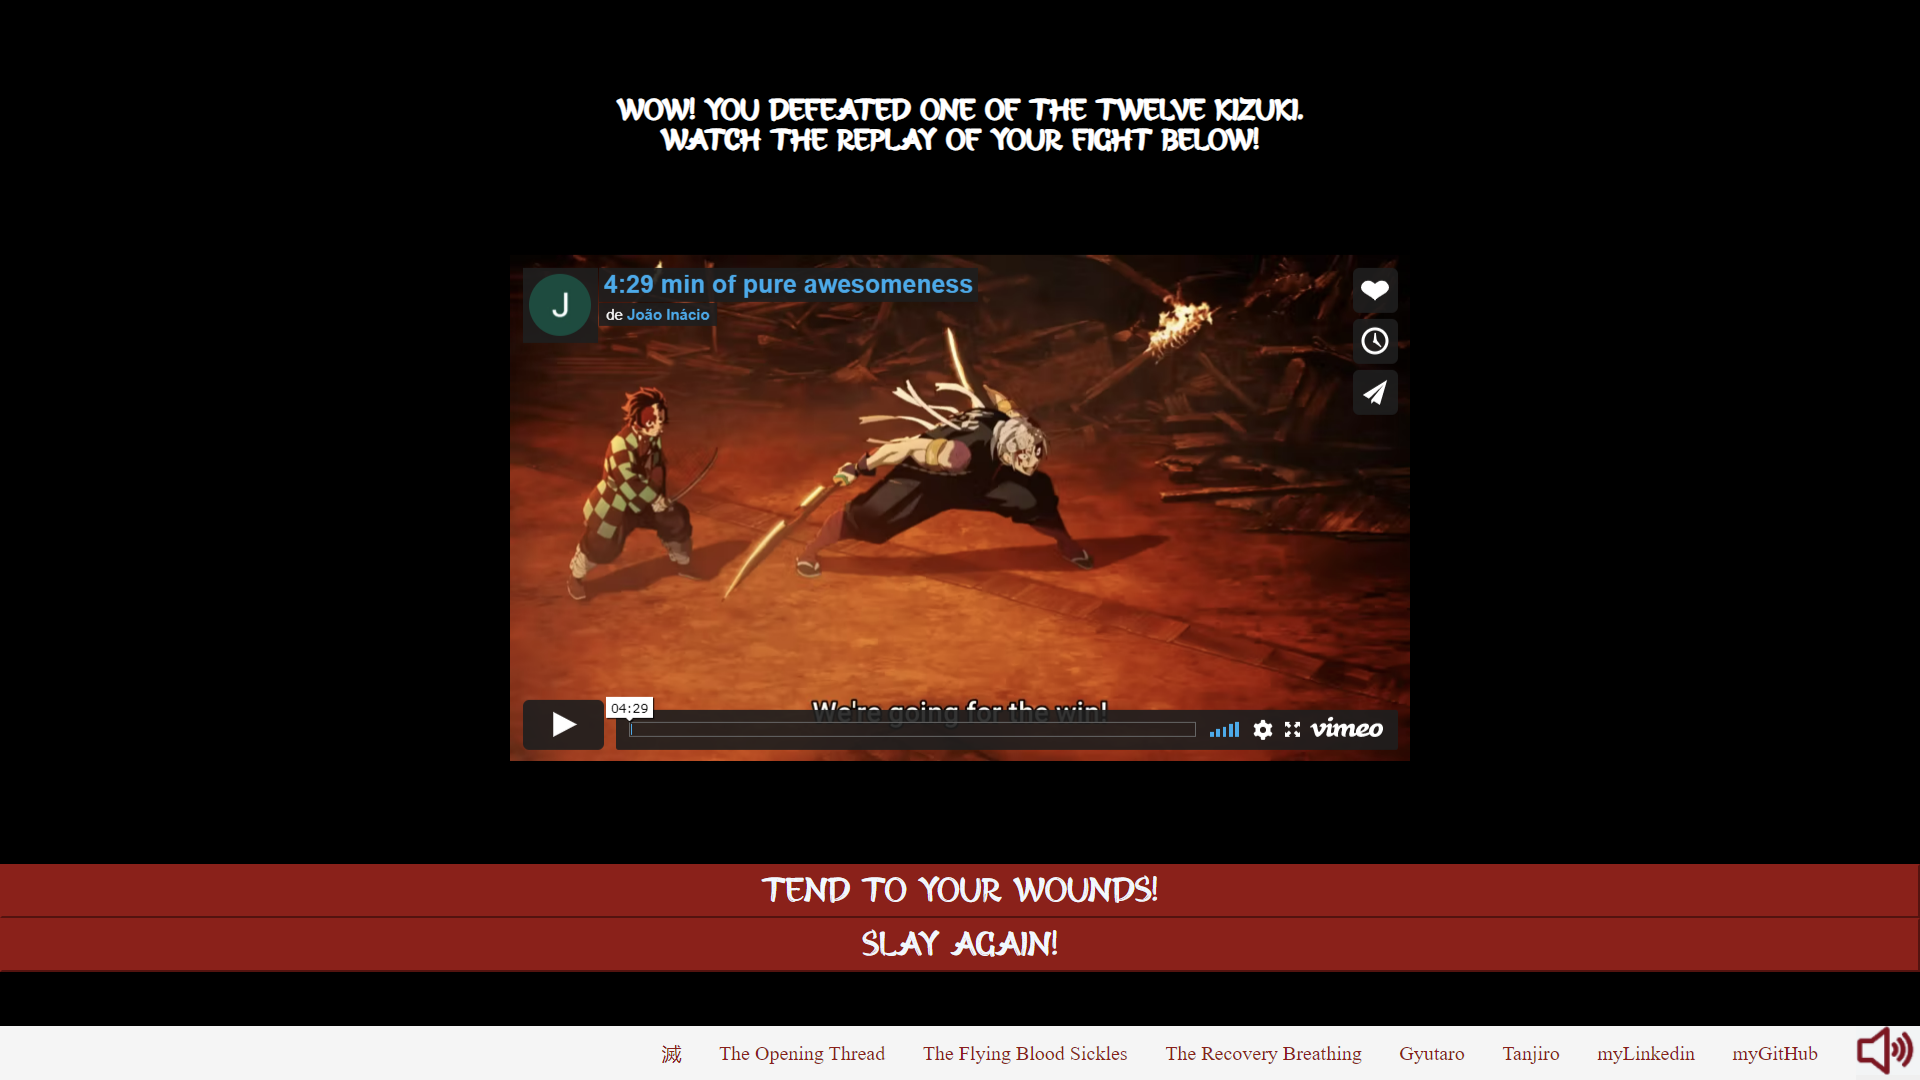 WOW! YOU DEFEATED ONE OF THE TWELVE KIZUKI.
WATCH THE REPLAY OF YOUR FIGHT BELOW!
J
4:29 min of pure awesomeness
de João Inácio
We're going for the win!
04:29
vimeo
TEND TO YOUR WOUNDS!
SLAY AGAIN!
滅 The Opening Thread The Flying Blood Sickles The Recovery Breathing Gyutaro Tanjiro myLinkedin myGitHub